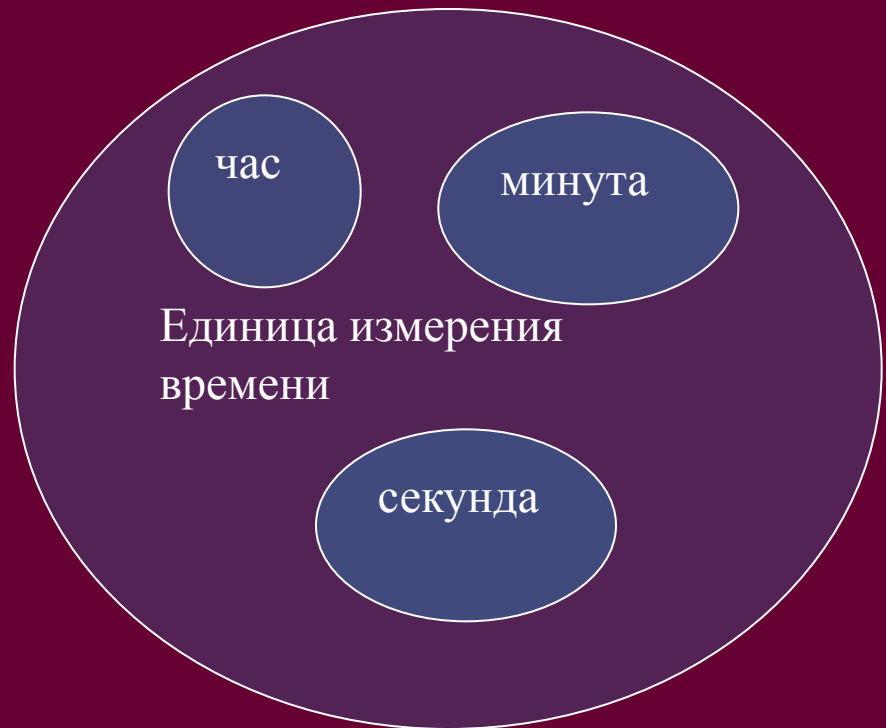 час
минута
Единица измерения
времени
секунда